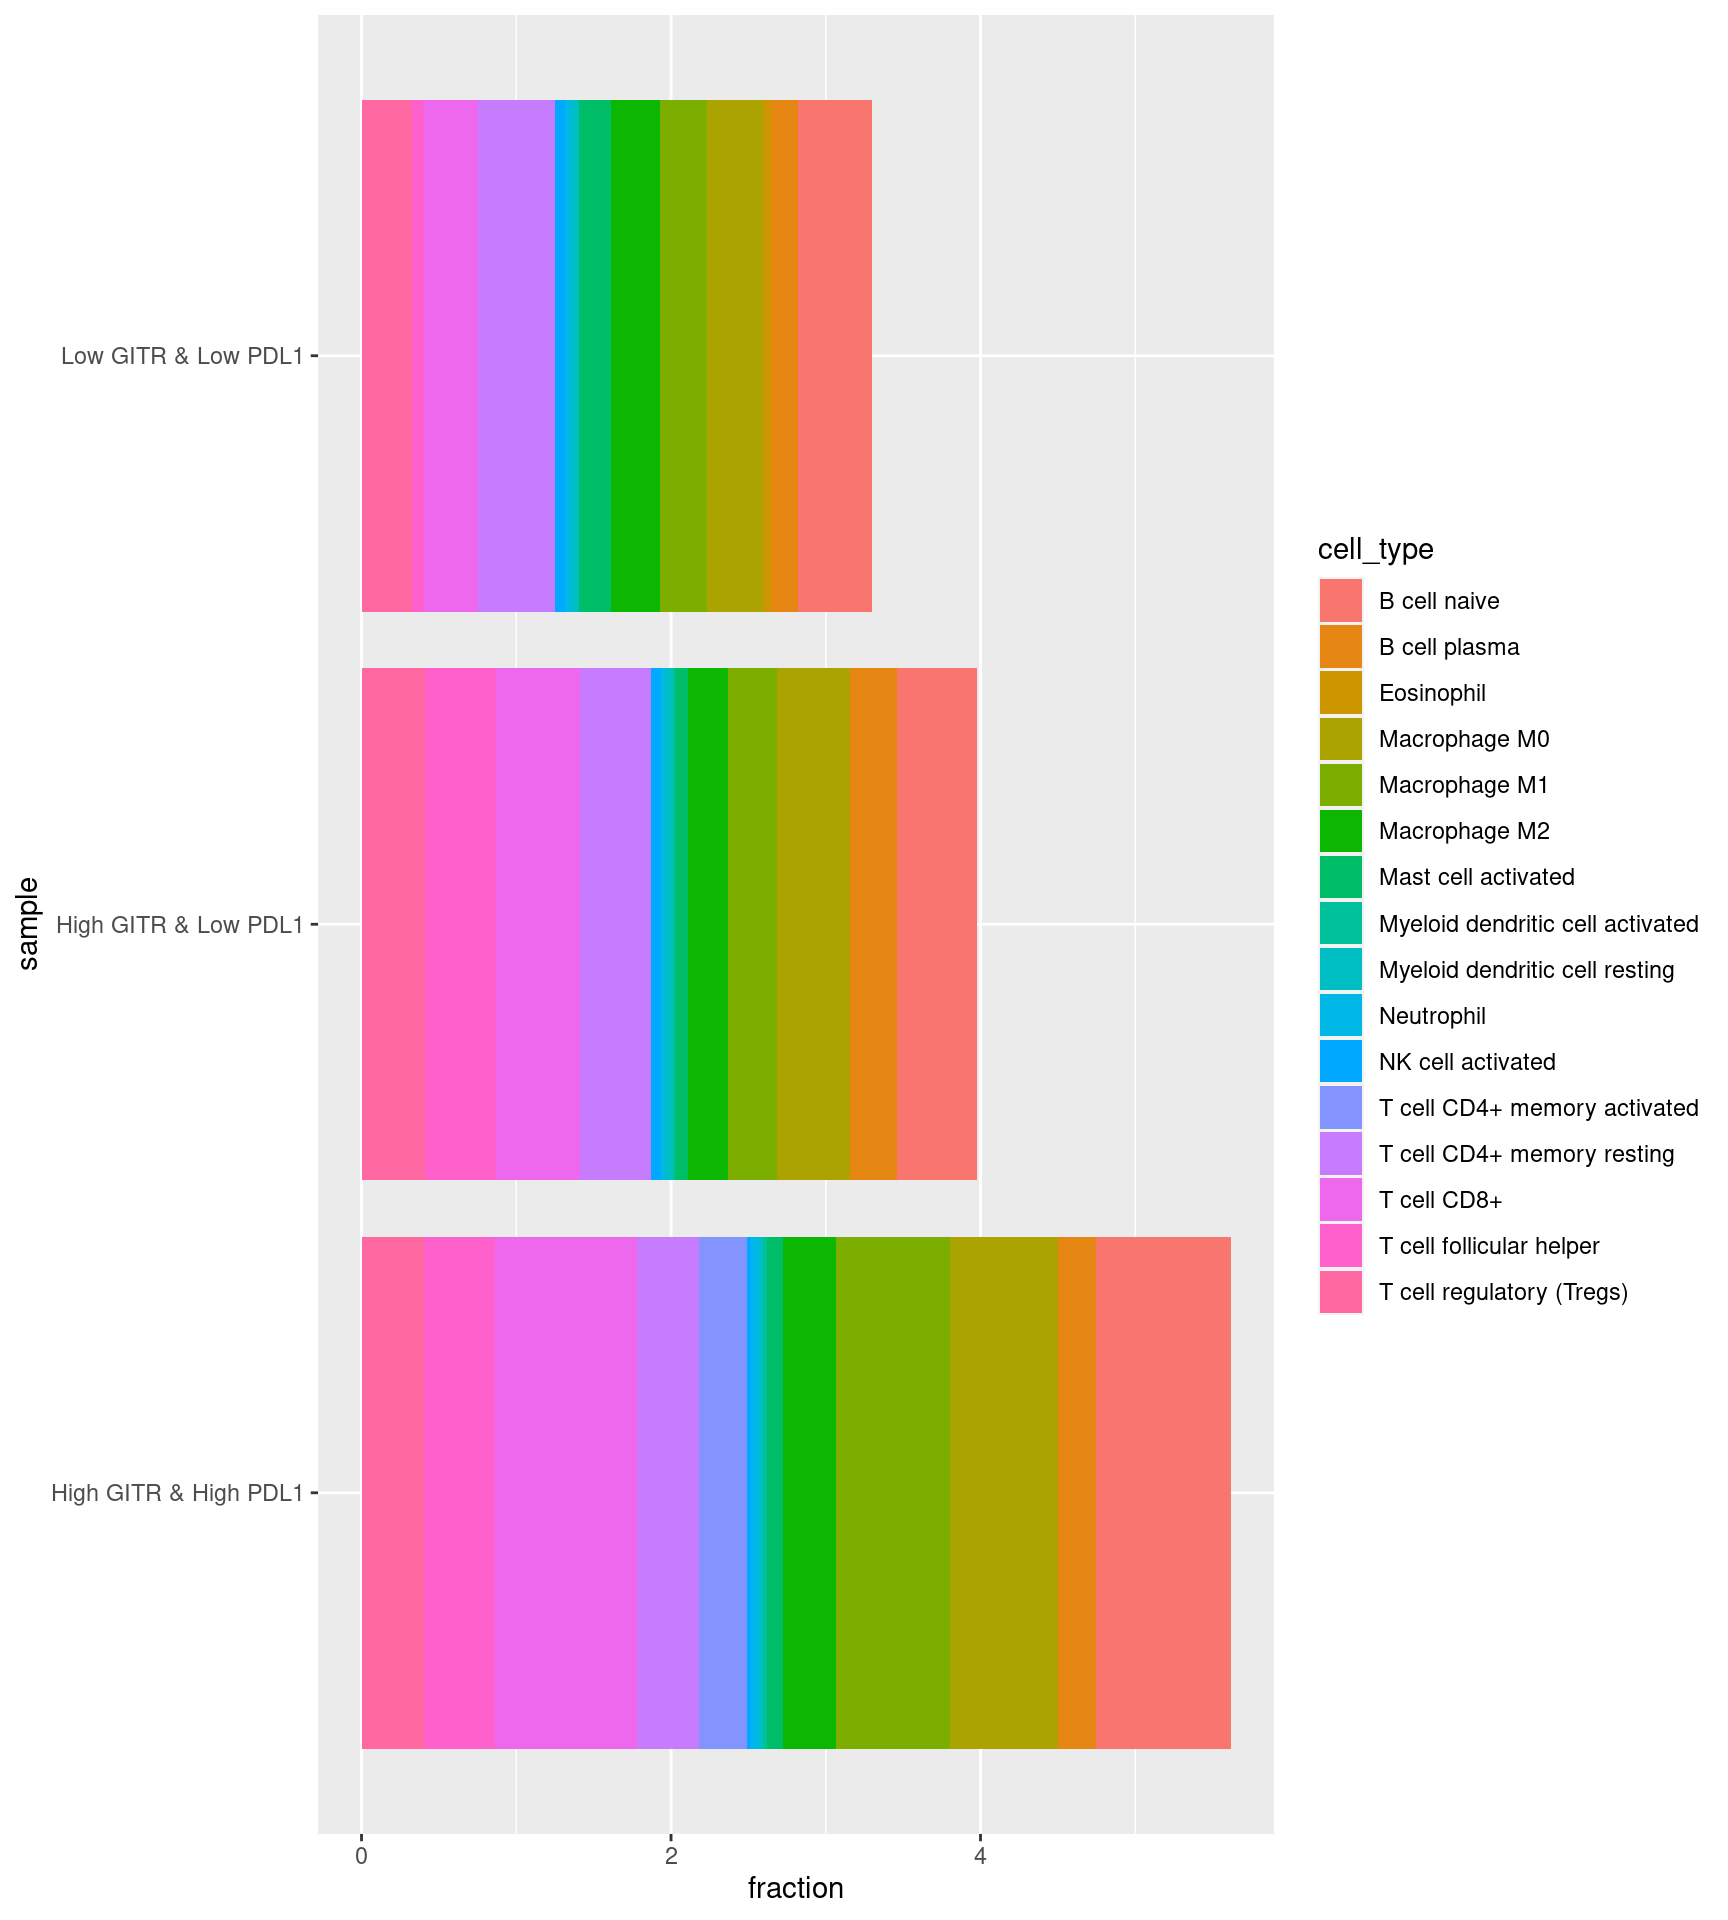 Low GITR & Low PDL1
High GITR & Low PDL1
High GITR & High PDL1
sample
0 2 4
fraction
cell_type
B cell naive
B cell plasma
Eosinophil
Macrophage M0
Macrophage M1
Macrophage M2
Mast cell activated
Myeloid dendritic cell activated
Myeloid dendritic cell resting
Neutrophil
NK cell activated
T cell CD4+ memory activated
T cell CD4+ memory resting
T cell CD8+
T cell follicular helper
T cell regulatory (Tregs)